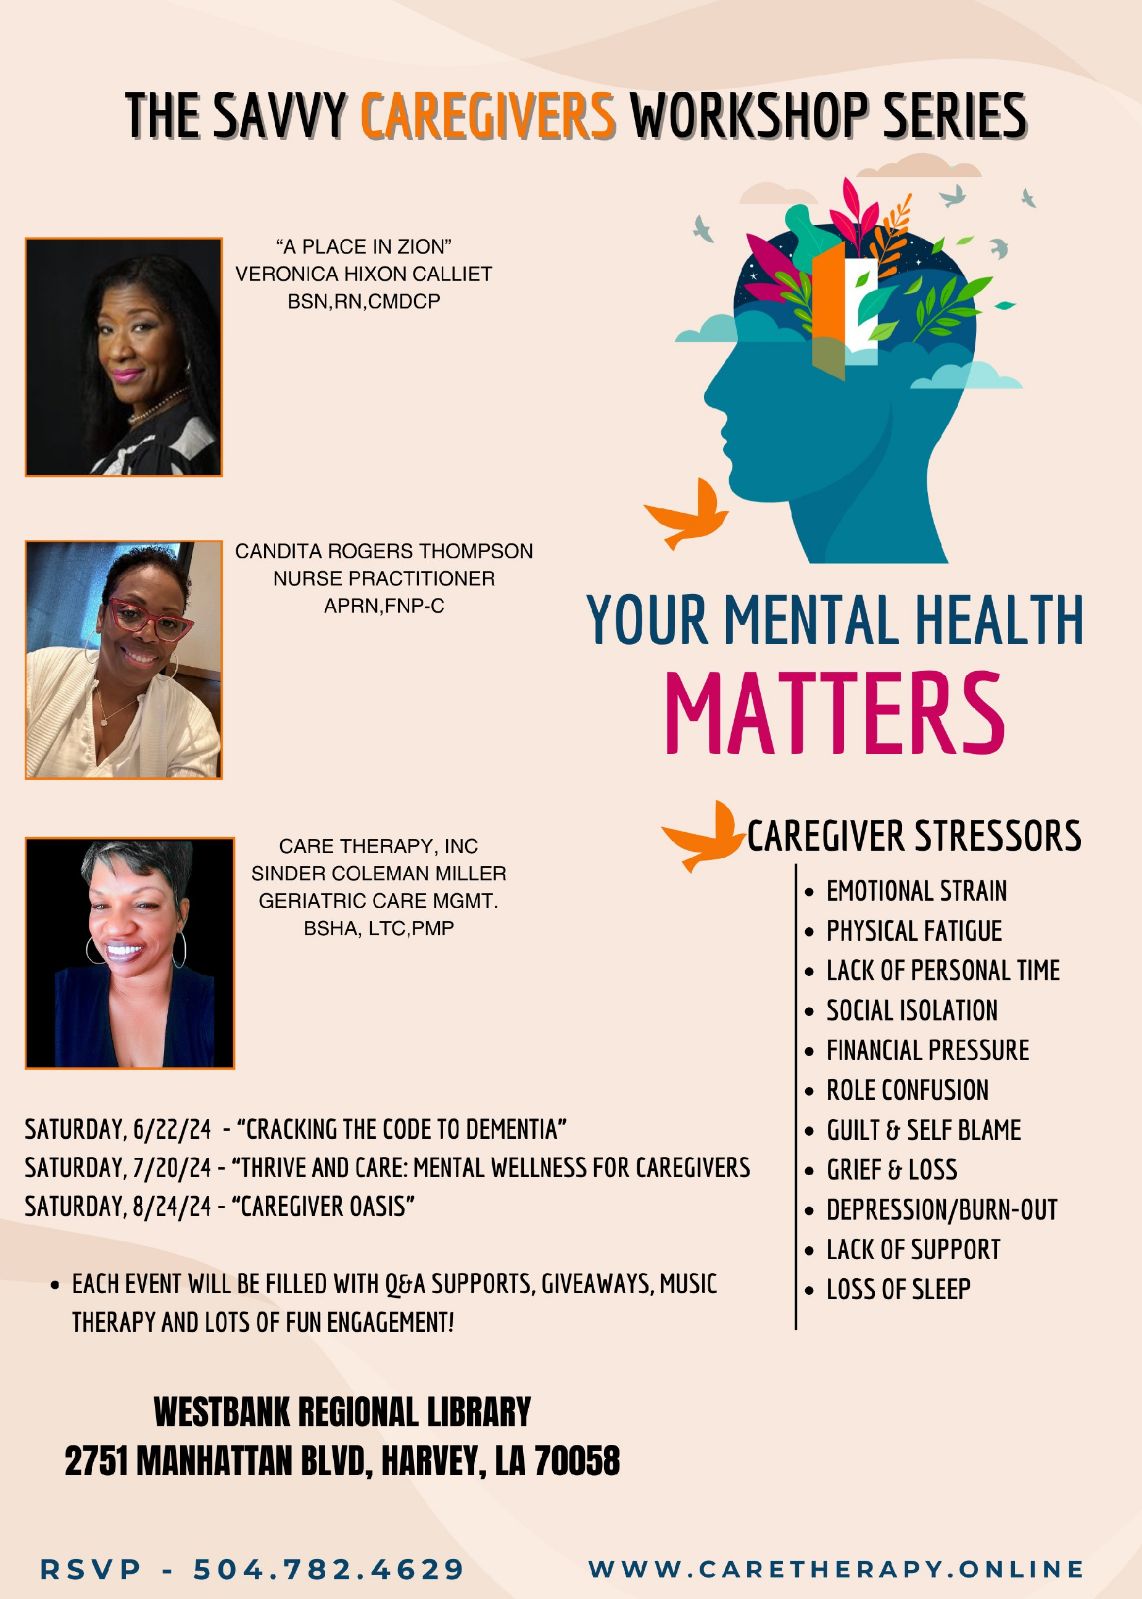 THE SAVVY CAREGIVERS WORKSHOP SERIES
“A PLACE IN ZION”
VERONICA HIXON CALLIET
BSN,RN,CMDCP
CANDITA ROGERS THOMPSON
NURSE PRACTITIONER
APRN,FNP-C
CARE THERAPY, INC
SINDER COLEMAN MILLER
GERIATRIC CARE MGMT.
BSHA, LTC,PMP
YOUR MENTAL HEALTH
MATTERS
CAREGIVER STRESSORS
• EMOTIONAL STRAIN
• PHYSICAL FATIGUE
• LACK OF PERSONAL TIME
• SOCIAL ISOLATION
• FINANCIAL PRESSURE
• ROLE CONFUSION
• GUILT & SELF BLAME
• GRIEF & LOSS
• DEPRESSION/BURN-OUT
• LACK OF SUPPORT
• LOSS OF SLEEP
SATURDAY, 6/22/24 - “CRACKING THE CODE TO DEMENTIA”
SATURDAY, 7/20/24 - “THRIVE AND CARE: MENTAL WELLNESS FOR CAREGIVERS
SATURDAY, 8/24/24 - “CAREGIVER OASIS”
• EACH EVENT WILL BE FILLED WITH Q&A SUPPORTS, GIVEAWAYS, MUSIC
THERAPY AND LOTS OF FUN ENGAGEMENT!
WESTBANK REGIONAL LIBRARY
2751 MANHATTAN BLVD, HARVEY, LA 70058
RSVP - 504.782.4629
WWW.CARETHERAPY.ONLINE